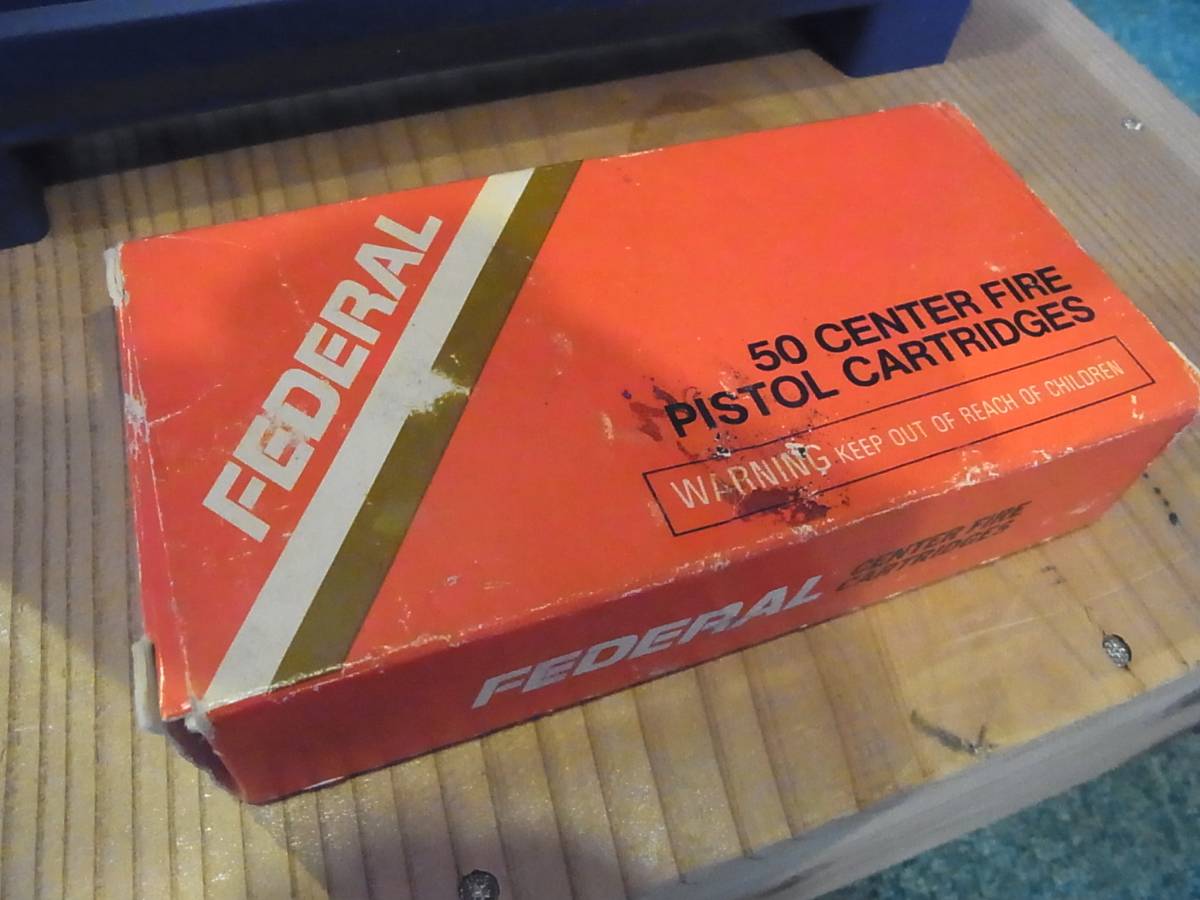 FEDERAL
50 CENTER FIRE
PISTOL CARTRIDGES
WARNING KEEP OUT OF REACH OF CHILDREN
FEDERAL
CENTER FIRE
CARTRIDGES